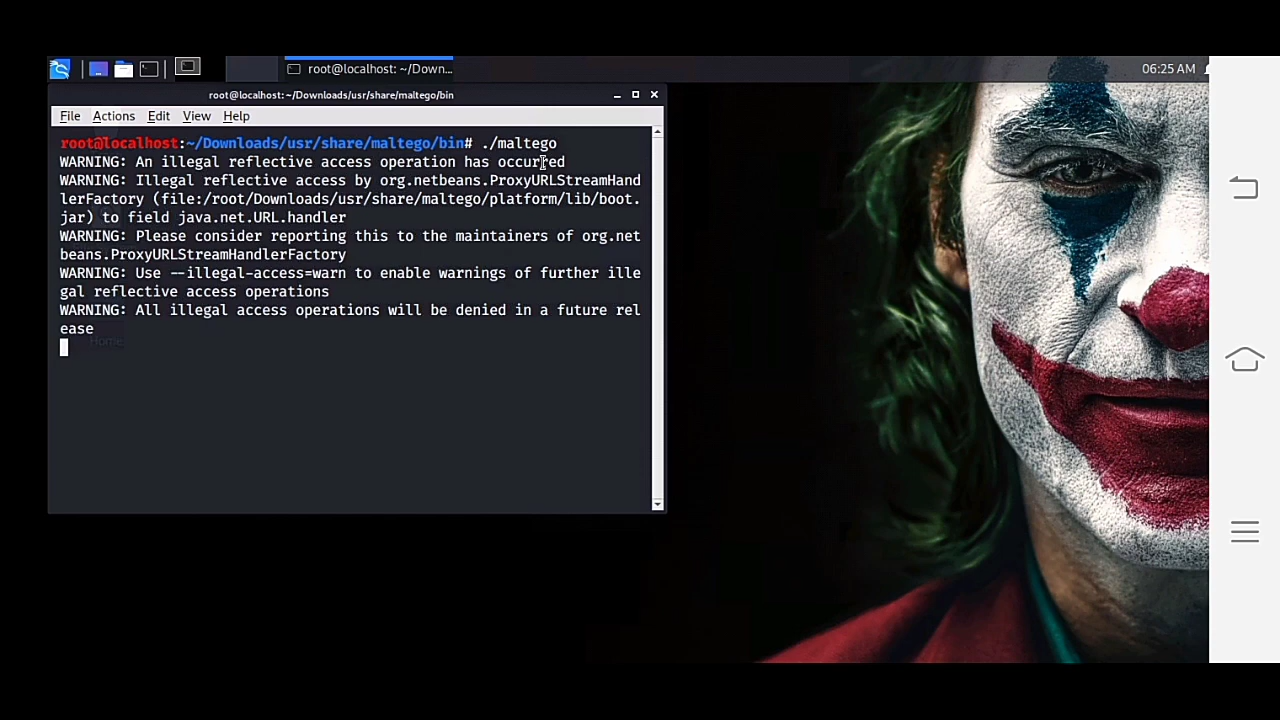 root@localhost: ~/Down...
06:25 AM
root@localhost:~/Downloads/usr/share/maltego/bin
File Actions Edit View Help
root@localhost:~/Downloads/usr/share/maltego/bin# ./maltego
WARNING: An illegal reflective access operation has occurred
WARNING: Illegal reflective access by org.netbeans.ProxyURLStreamHand
lerFactory (file:/root/Downloads/usr/share/maltego/platform/lib/boot.
jar) to field java.net.URL.handler
WARNING: Please consider reporting this to the maintainers of org.net
beans.ProxyURLStreamHandlerFactory
WARNING: Use --illegal-access=warn to enable warnings of further ille
gal reflective access operations
WARNING: All illegal access operations will be denied in a future rel
ease
Home